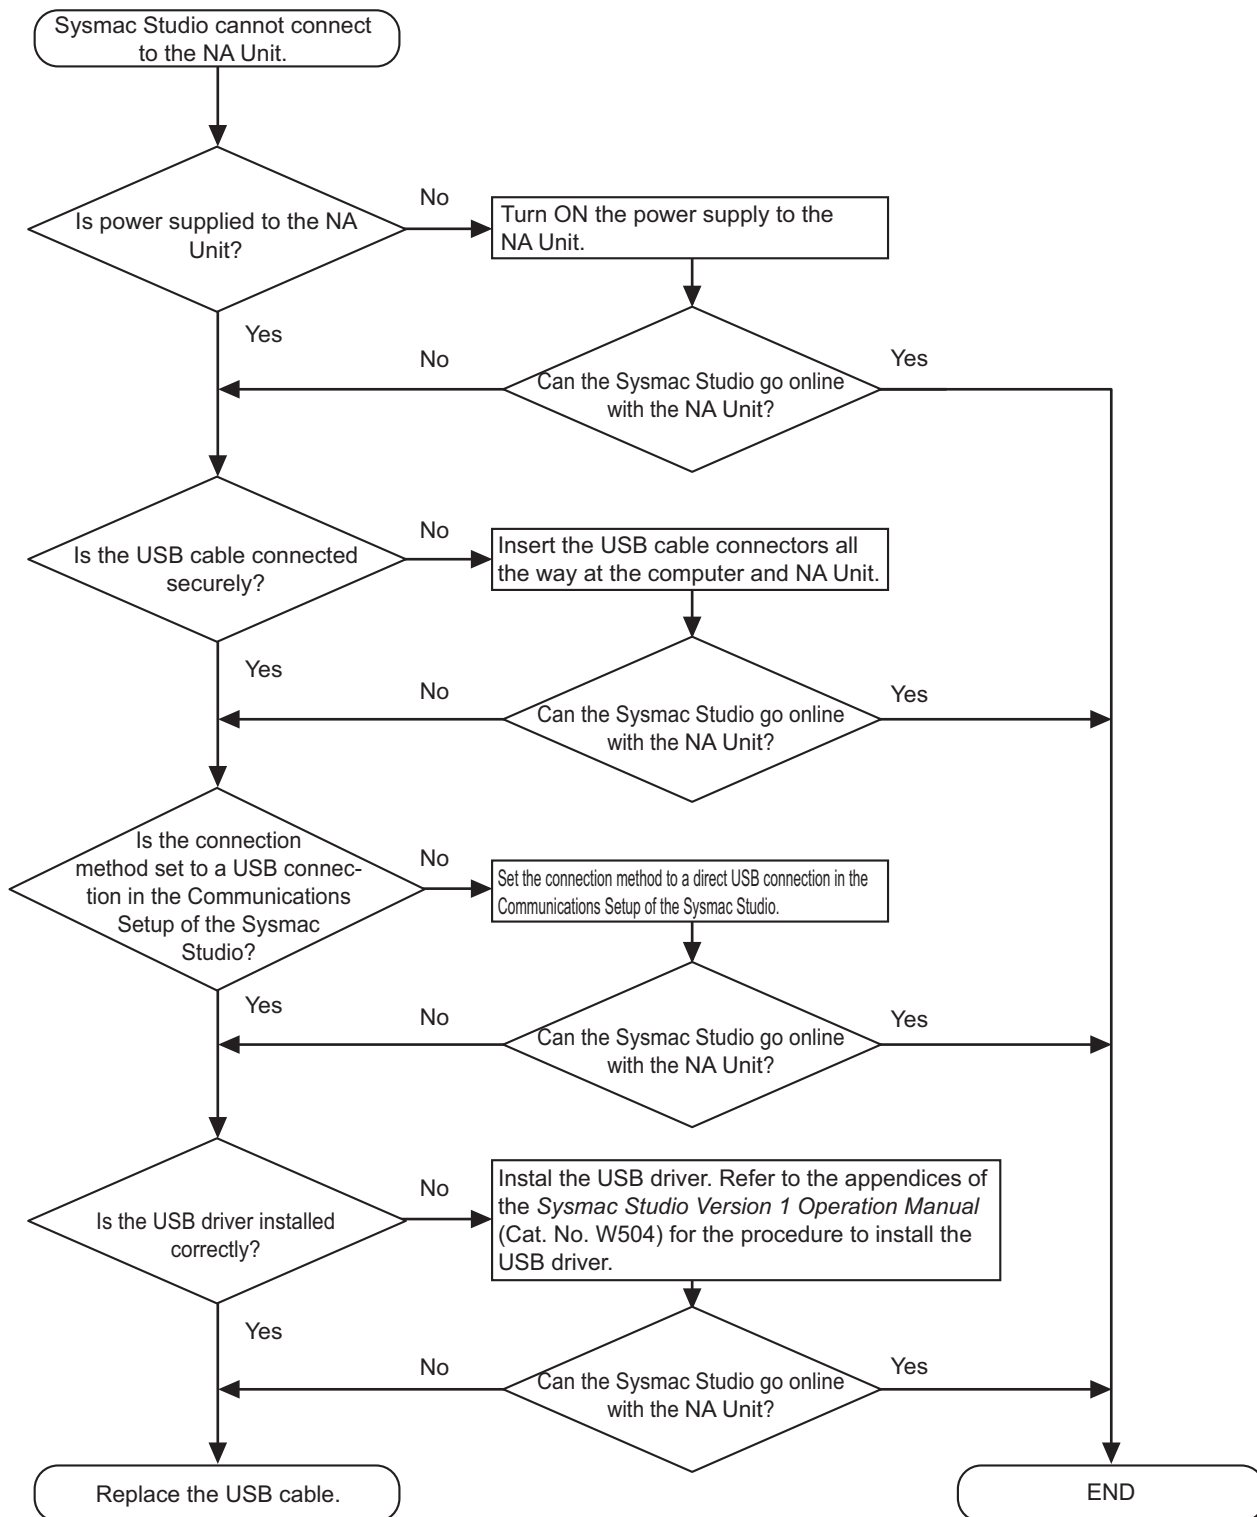 Sysmac Studio cannot connect
to the NA Unit.
Is power supplied to the NA
Unit?
No
Turn ON the power supply to the
NA Unit.
Yes
No
Can the Sysmac Studio go online
with the NA Unit?
Yes
Is the USB cable connected
securely?
No
Insert the USB cable connectors all
the way at the computer and NA Unit.
Yes
No
Can the Sysmac Studio go online
with the NA Unit?
Yes
Is the connection
method set to a USB connec-
tion in the Communications
Setup of the Sysmac
Studio?
No
Set the connection method to a direct USB connection in the
Communications Setup of the Sysmac Studio.
Yes
No
Can the Sysmac Studio go online
with the NA Unit?
Yes
Is the USB driver installed
correctly?
No
Instal the USB driver. Refer to the appendices of
the Sysmac Studio Version 1 Operation Manual
(Cat. No. W504) for the procedure to install the
USB driver.
Yes
No
Can the Sysmac Studio go online
with the NA Unit?
Yes
Replace the USB cable.
END